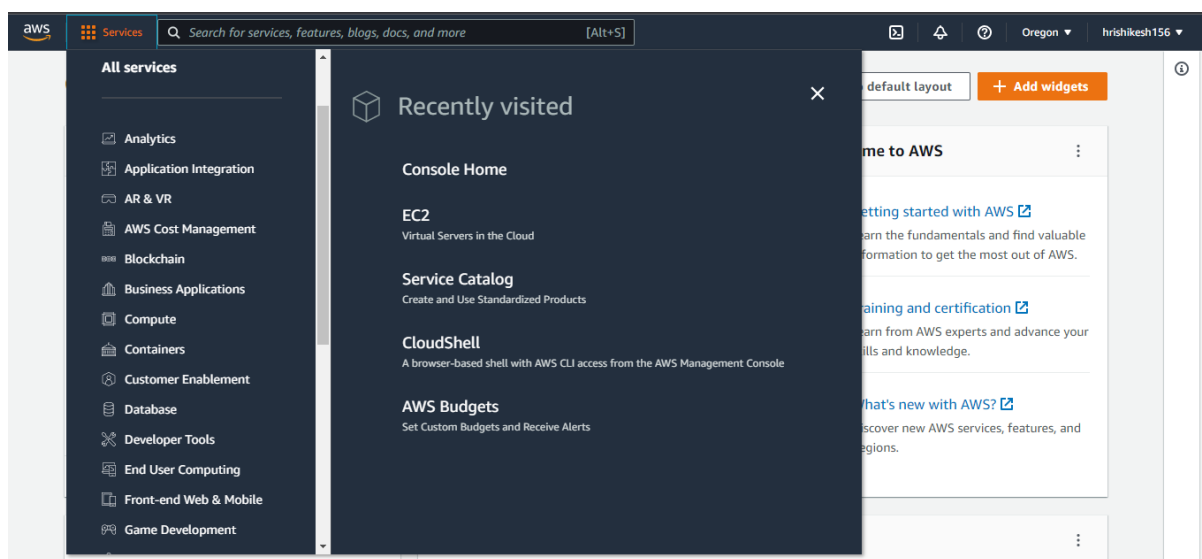 aws
Services
Search for services, features, blogs, docs, and more
[Alt+S]
Oregon ▼
hrishikesh156 ▼
All services
Analytics
Application Integration
AR & VR
AWS Cost Management
Blockchain
Business Applications
Compute
Containers
Customer Enablement
Database
Developer Tools
End User Computing
Front-end Web & Mobile
Game Development
Recently visited
Console Home
EC2
Virtual Servers in the Cloud
Service Catalog
Create and Use Standardized Products
CloudShell
A browser-based shell with AWS CLI access from the AWS Management Console
AWS Budgets
Set Custom Budgets and Receive Alerts
default layout
+ Add widgets
me to AWS
etting started with AWS
earn the fundamentals and find valuable
formation to get the most out of AWS.
aining and certification
earn from AWS experts and advance your
ills and knowledge.
hat's new with AWS?
iscover new AWS services, features, and
egions.